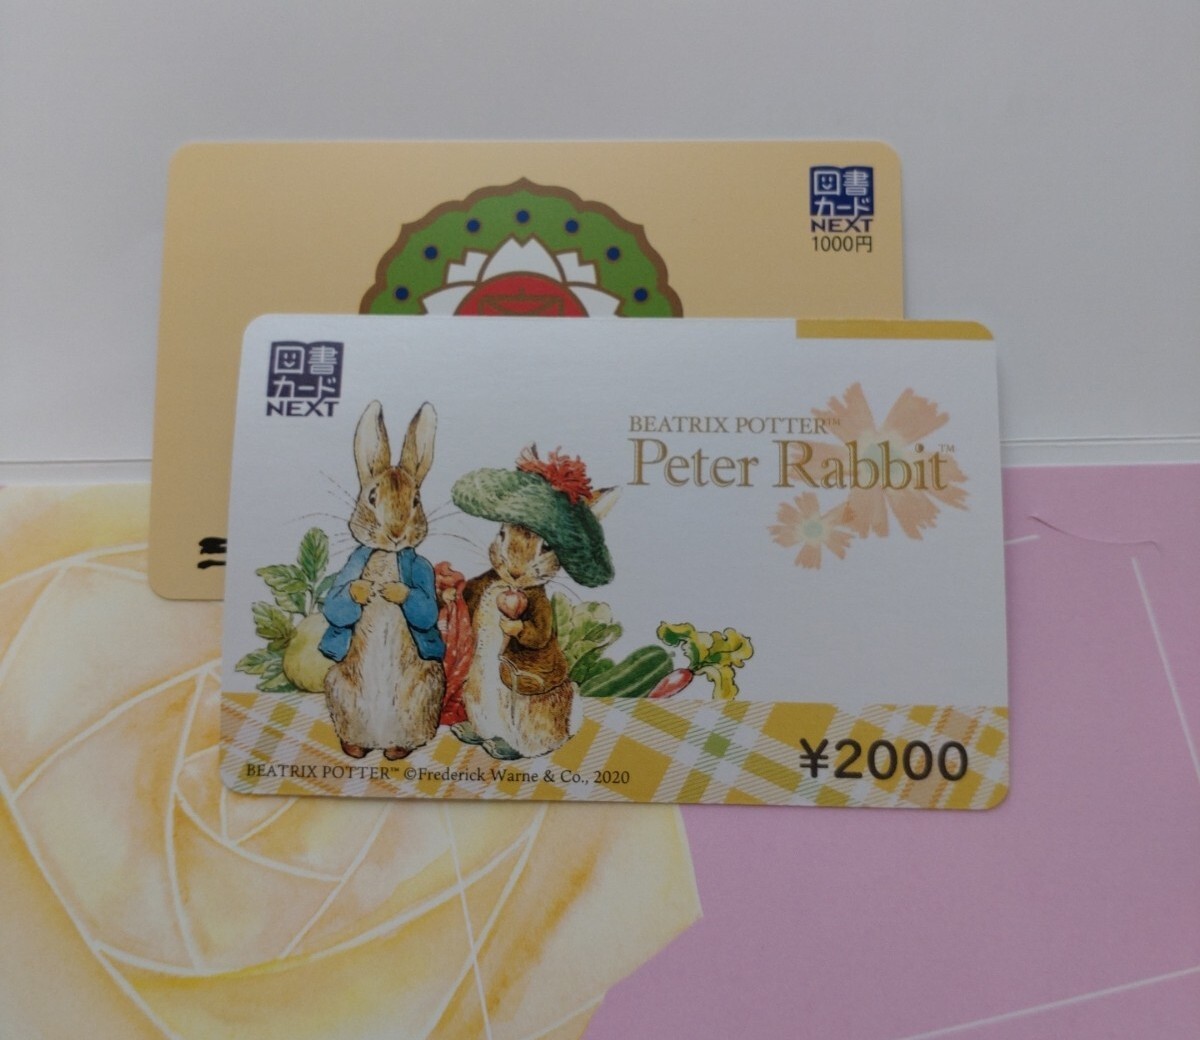 図書
カード
NEXT
1000円
図書
カード
NEXT
BEATRIX POTTER™
Peter Rabbit™
¥2000
BEATRIX POTTER™ ©Frederick Warne & Co., 2020